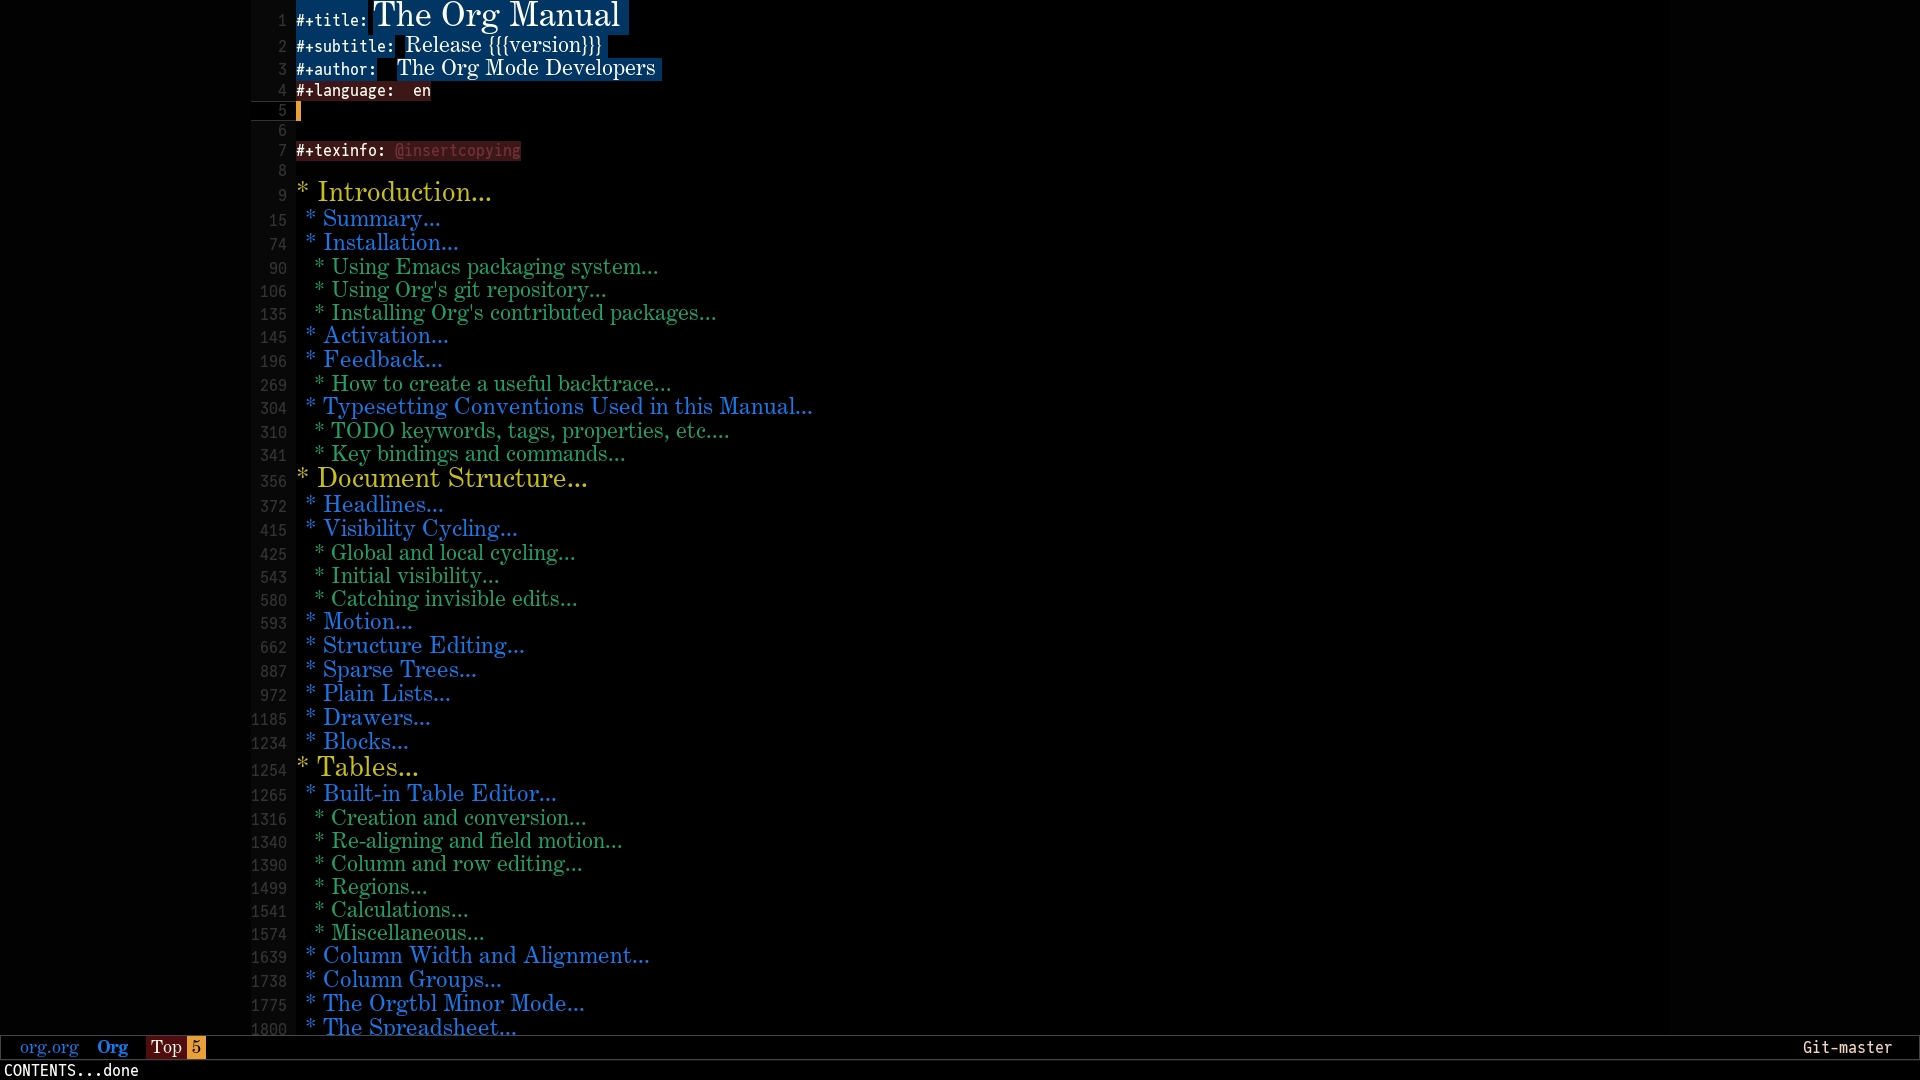 1 #+title: The Org Manual
2 #+subtitle: Release {{{version}}}
3 #+author: The Org Mode Developers
4 #+language: en
5
6
7 #+texinfo: @insertcopying
8
9 * Introduction...
15 * Summary...
74 * Installation...
90 * Using Emacs packaging system...
106 * Using Org's git repository...
135 * Installing Org's contributed packages...
145 * Activation...
196 * Feedback...
269 * How to create a useful backtrace...
304 * Typesetting Conventions Used in this Manual...
310 * TODO keywords, tags, properties, etc....
341 * Key bindings and commands...
356 * Document Structure...
372 * Headlines...
415 * Visibility Cycling...
425 * Global and local cycling...
543 * Initial visibility...
580 * Catching invisible edits...
593 * Motion...
662 * Structure Editing...
887 * Sparse Trees...
972 * Plain Lists...
1185 * Drawers...
1234 * Blocks...
1254 * Tables...
1265 * Built-in Table Editor...
1316 * Creation and conversion...
1340 * Re-aligning and field motion...
1390 * Column and row editing...
1499 * Regions...
1541 * Calculations...
1574 * Miscellaneous...
1639 * Column Width and Alignment...
1738 * Column Groups...
1775 * The Orgtbl Minor Mode...
1800 * The Spreadsheet...
org.org Org Top 5 Git-master
CONTENTS...done